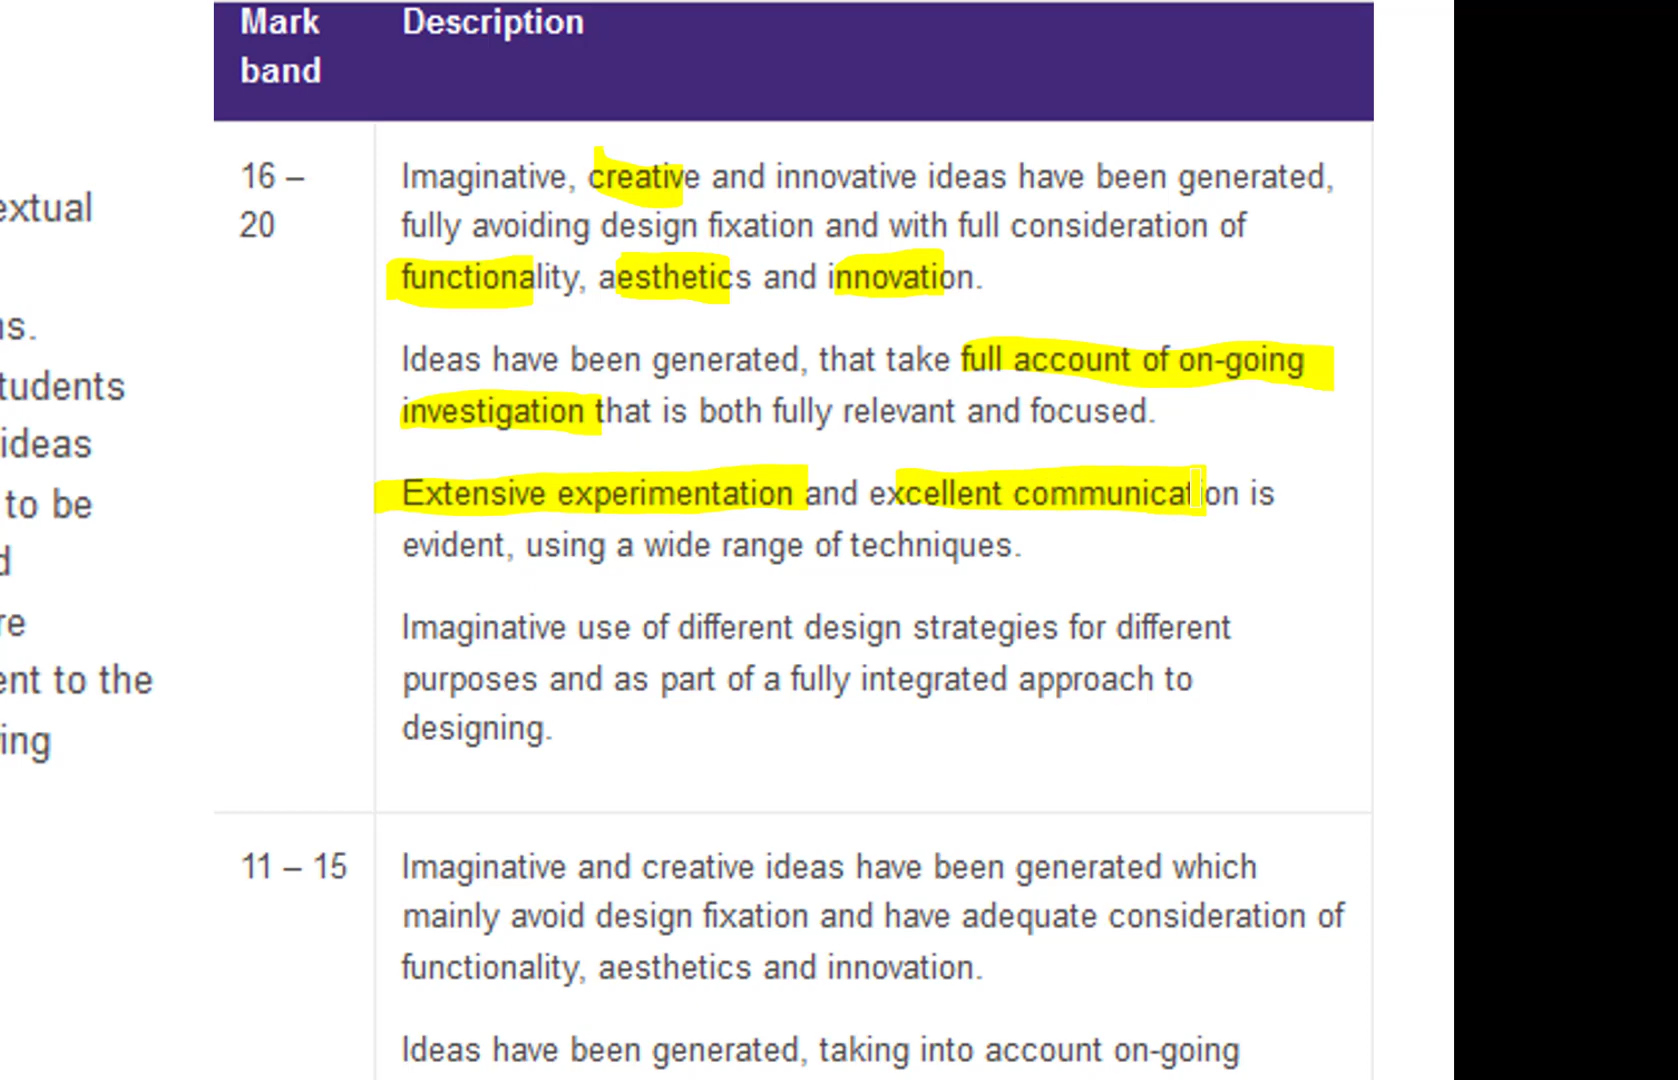 Mark
band
Description
16 –
20
Imaginative, creative and innovative ideas have been generated,
fully avoiding design fixation and with full consideration of
functionality, aesthetics and innovation.
Ideas have been generated, that take full account of on-going
investigation that is both fully relevant and focused.
Extensive experimentation and excellent communication is
evident, using a wide range of techniques.
Imaginative use of different design strategies for different
purposes and as part of a fully integrated approach to
designing.
11 – 15
Imaginative and creative ideas have been generated which
mainly avoid design fixation and have adequate consideration of
functionality, aesthetics and innovation.
Ideas have been generated, taking into account on-going
extual
s.
tudents
ideas
to be
d
re
ent to the
ing